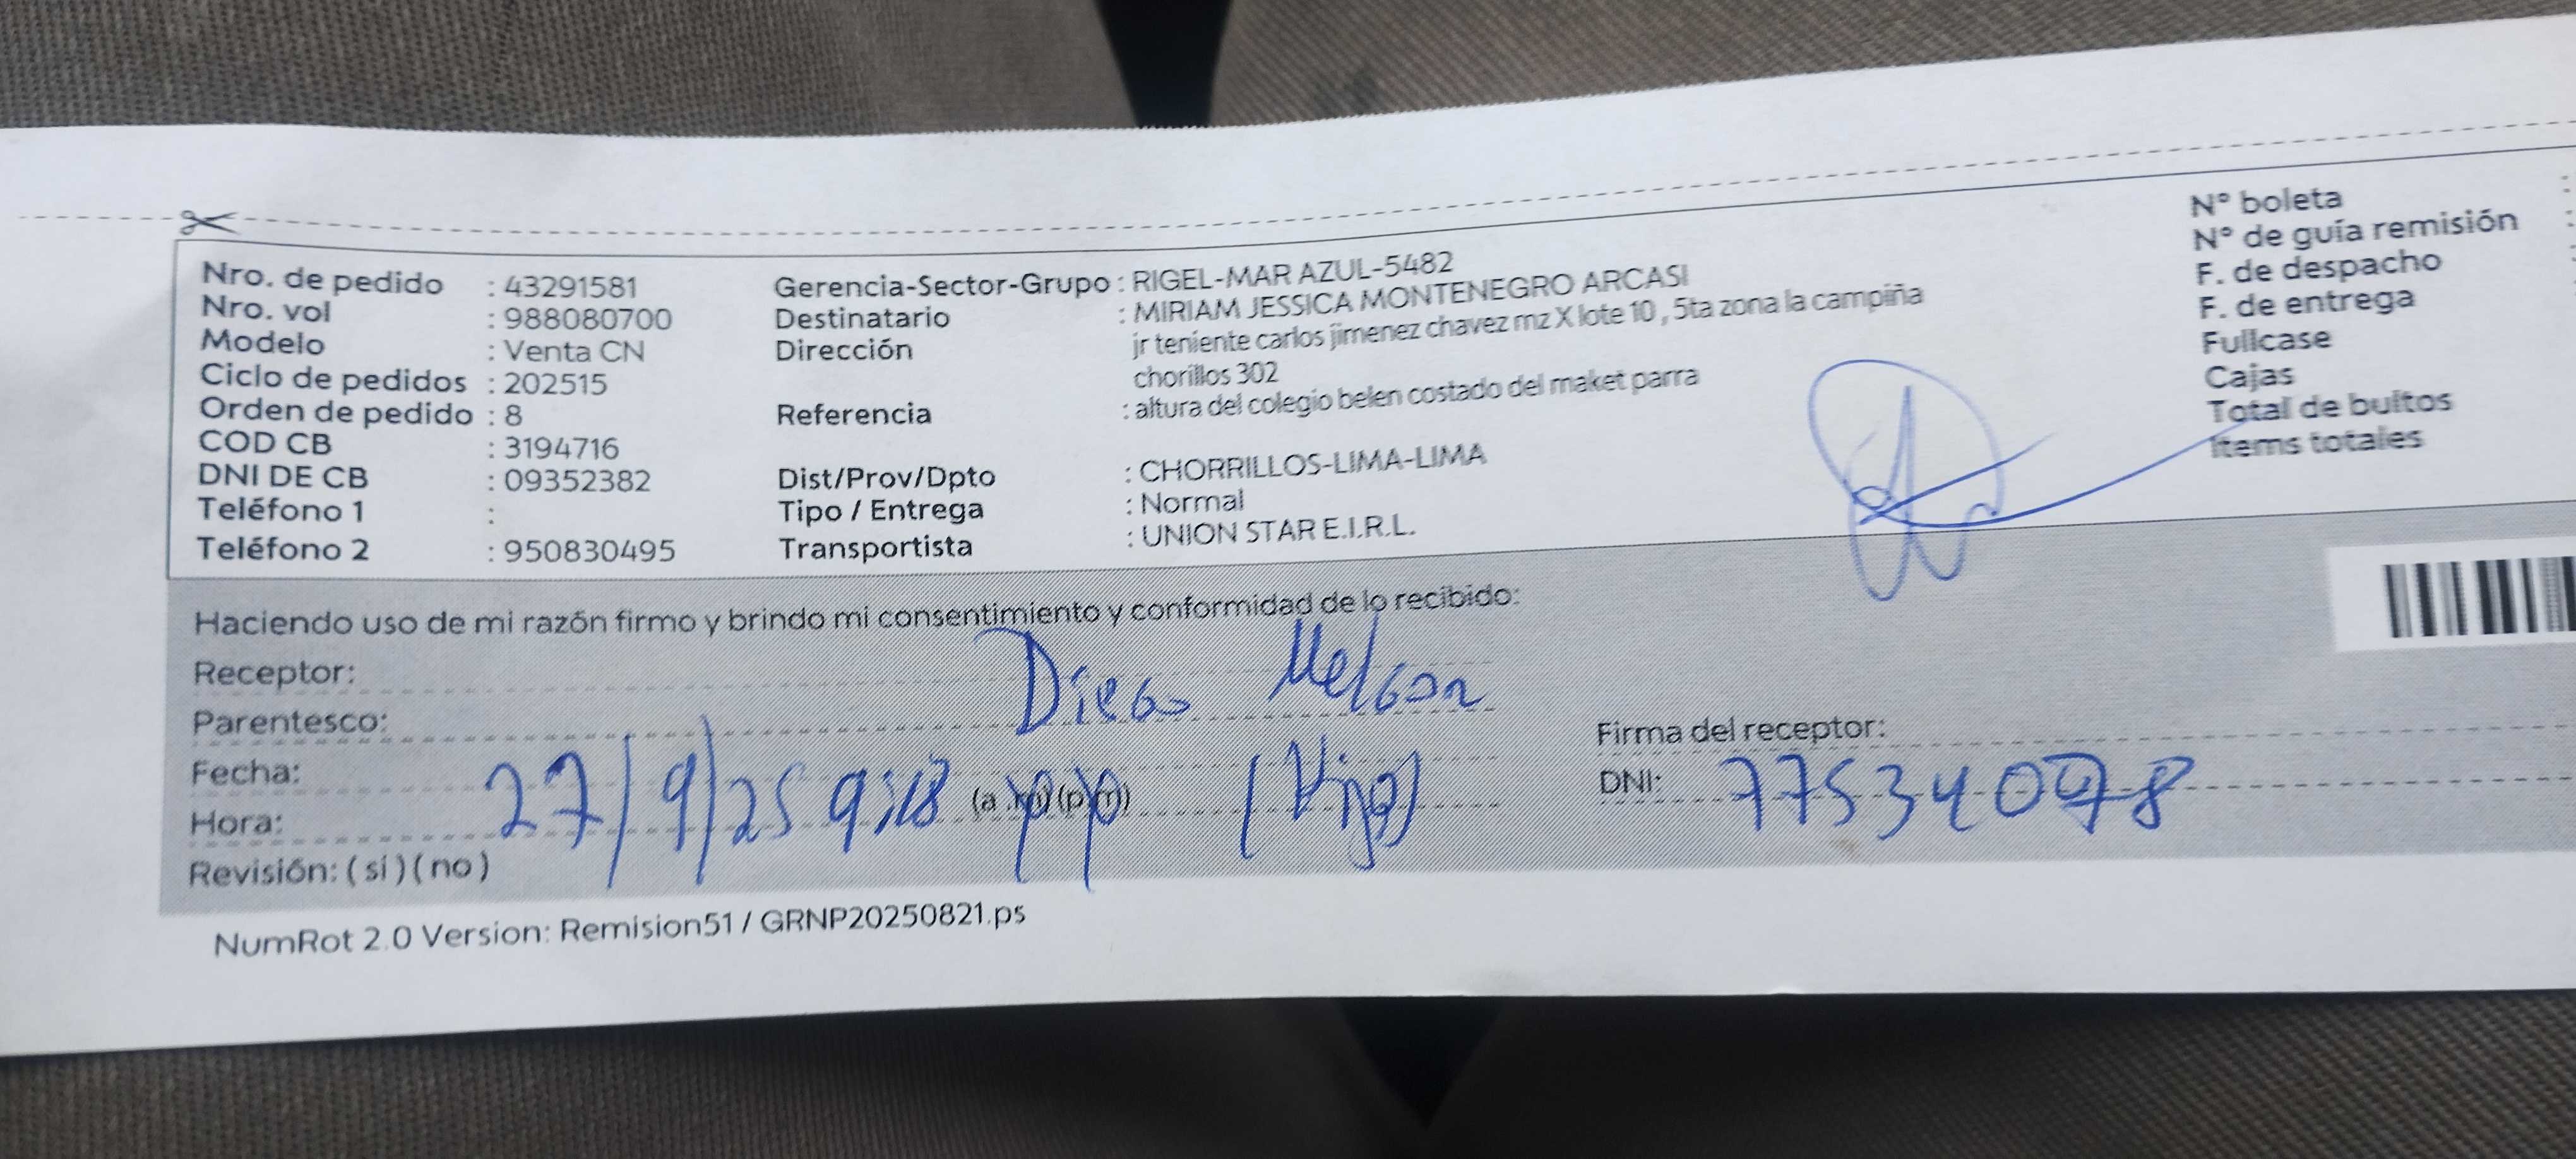 Nro. de pedido : 43291581
Nro. vol : 988080700
Modelo : Venta CN
Ciclo de pedidos : 202515
Orden de pedido : 8
COD CB : 3194716
DNI DE CB : 09352382
Teléfono 1 :
Teléfono 2 : 950830495
Gerencia-Sector-Grupo : RIGEL-MAR AZUL-5482
Destinatario : MIRIAM JESSICA MONTENEGRO ARCASI
Dirección jr teniente carlos jimenez chavez mz X lote 10 , 5ta zona la campiña
chorillos 302
Referencia : altura del colegio belen costado del maket parra
Dist/Prov/Dpto : CHORRILLOS-LIMA-LIMA
Tipo / Entrega : Normal
Transportista : UNION STAR E.I.R.L.
N° boleta :
N° de guía remisión :
F. de despacho :
F. de entrega
Fullcase
Cajas
Total de bultos
Items totales
Haciendo uso de mi razón firmo y brindo mi consentimiento y conformidad de lo recibido:
Receptor: Diego
Parentesco:
Fecha: 27/9/25 9:18
Hora: (a.m) (p.m)
Revisión: ( si ) ( no )
Firma del receptor:
DNI: 775340
NumRot 2.0 Version: Remision51 / GRNP20250821.ps